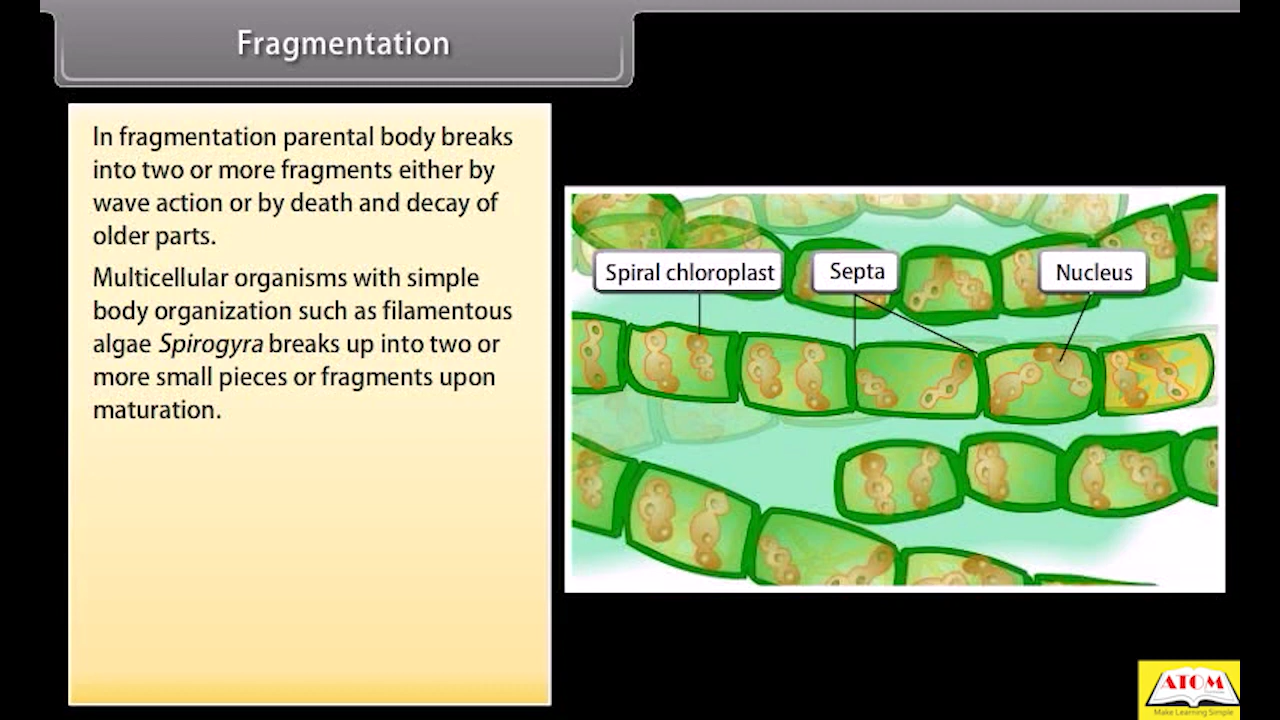 Fragmentation
In fragmentation parental body breaks
into two or more fragments either by
wave action or by death and decay of
older parts.
Multicellular organisms with simple
body organization such as filamentous
algae Spirogyra breaks up into two or
more small pieces or fragments upon
maturation.
Spiral chloroplast
Septa
Nucleus
ATOM
Make Learning Simple